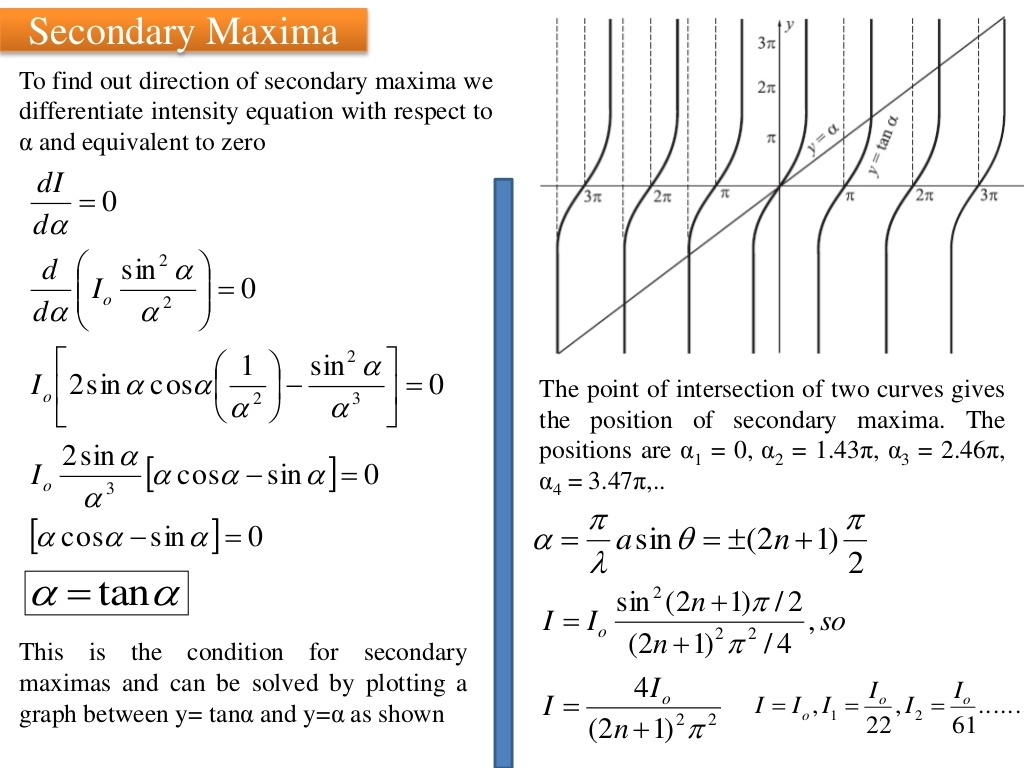 Secondary Maxima
To find out direction of secondary maxima we
differentiate intensity equation with respect to
α and equivalent to zero
dI/dα = 0
d/dα (I_o sin² α / α²) = 0
I_o [2 sin α cos α (1/α²) − sin² α / α³] = 0
I_o 2 sin α / α³ [α cos α − sin α] = 0
[α cos α − sin α] = 0
α = tan α
This is the condition for secondary
maximas and can be solved by plotting a
graph between y= tanα and y=α as shown
y
3π
2π
π
y = α
y = tan α
3π 2π π π 2π 3π
The point of intersection of two curves gives
the position of secondary maxima. The
positions are α₁ = 0, α₂ = 1.43π, α₃ = 2.46π,
α₄ = 3.47π,..
α = π/λ a sin θ = ±(2n + 1) π/2
I = I_o sin² (2n + 1)π / 2 / (2n + 1)² π² / 4 , so
I = 4I_o / (2n + 1)² π² I = I_o , I₁ = I_o/22 , I₂ = I_o/61 ......